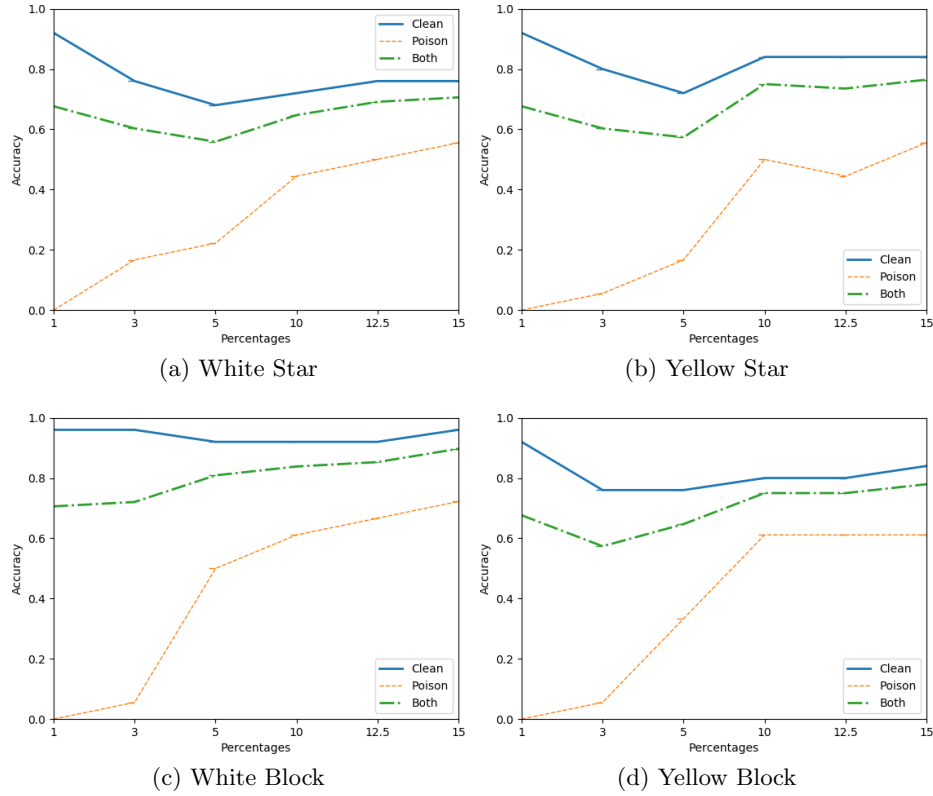 1.0
0.8
0.6
0.4
0.2
0.0
Accuracy
Clean
Poison
Both
1 3 5 10 12.5 15
Percentages
(a) White Star
1.0
0.8
0.6
0.4
0.2
0.0
Accuracy
Clean
Poison
Both
1 3 5 10 12.5 15
Percentages
(b) Yellow Star
1.0
0.8
0.6
0.4
0.2
0.0
Accuracy
Clean
Poison
Both
1 3 5 10 12.5 15
Percentages
(c) White Block
1.0
0.8
0.6
0.4
0.2
0.0
Accuracy
Clean
Poison
Both
1 3 5 10 12.5 15
Percentages
(d) Yellow Block